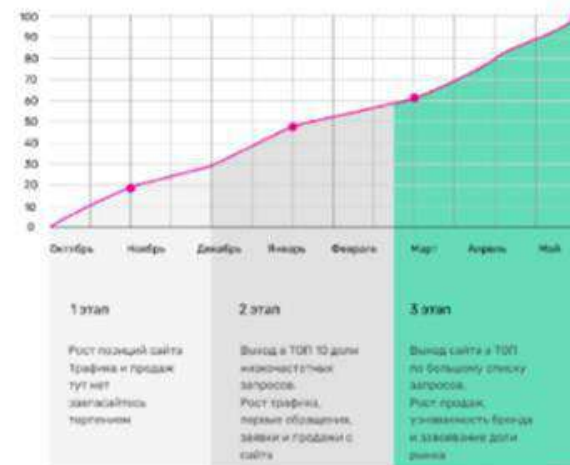 100
90
80
70
60
50
40
30
20
10
0
Октябрь Ноябрь Декабрь Январь Февраль Март Апрель Май
1 этап
Рост позиций сайта
Трафика и продаж
тут нет
запасайтесь
терпением
2 этап
Выход в ТОП 10 доли
низкочастотных
запросов.
Рост трафика,
первые обращения,
заявки и продажи с
сайта
3 этап
Выход сайта в ТОП
по большому списку
запросов.
Рост продаж,
узнаваемость бренда
и завоевание доли
рынка